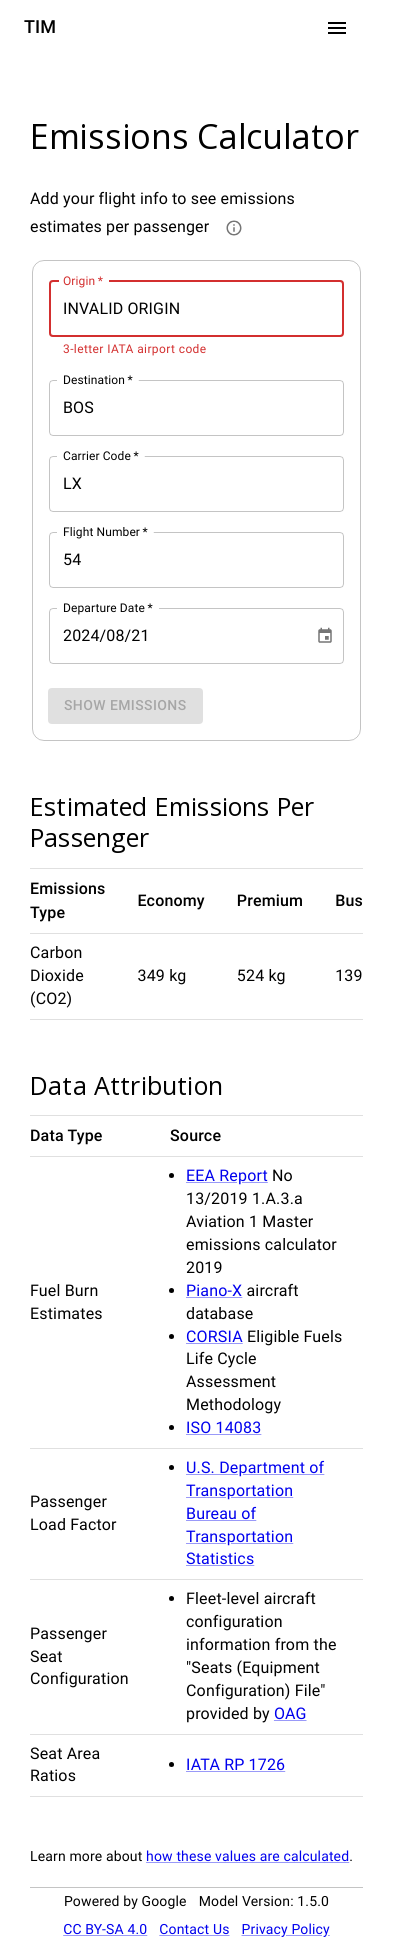 TIM
Emissions Calculator
Add your flight info to see emissions
estimates per passenger
Origin *
INVALID ORIGIN
3-letter IATA airport code
Destination *
BOS
Carrier Code *
LX
Flight Number *
54
Departure Date *
2024/08/21
SHOW EMISSIONS
Estimated Emissions Per
Passenger
Emissions
Type
Economy
Premium
Bus
Carbon
Dioxide
(CO2)
349 kg
524 kg
139
Data Attribution
Data Type
Source
Fuel Burn
Estimates
EEA Report No
13/2019 1.A.3.a
Aviation 1 Master
emissions calculator
2019
Piano-X aircraft
database
CORSIA Eligible Fuels
Life Cycle
Assessment
Methodology
ISO 14083
Passenger
Load Factor
U.S. Department of
Transportation
Bureau of
Transportation
Statistics
Passenger
Seat
Configuration
Fleet-level aircraft
configuration
information from the
"Seats (Equipment
Configuration) File"
provided by OAG
Seat Area
Ratios
IATA RP 1726
Learn more about how these values are calculated.
Powered by Google Model Version: 1.5.0
CC BY-SA 4.0 Contact Us Privacy Policy